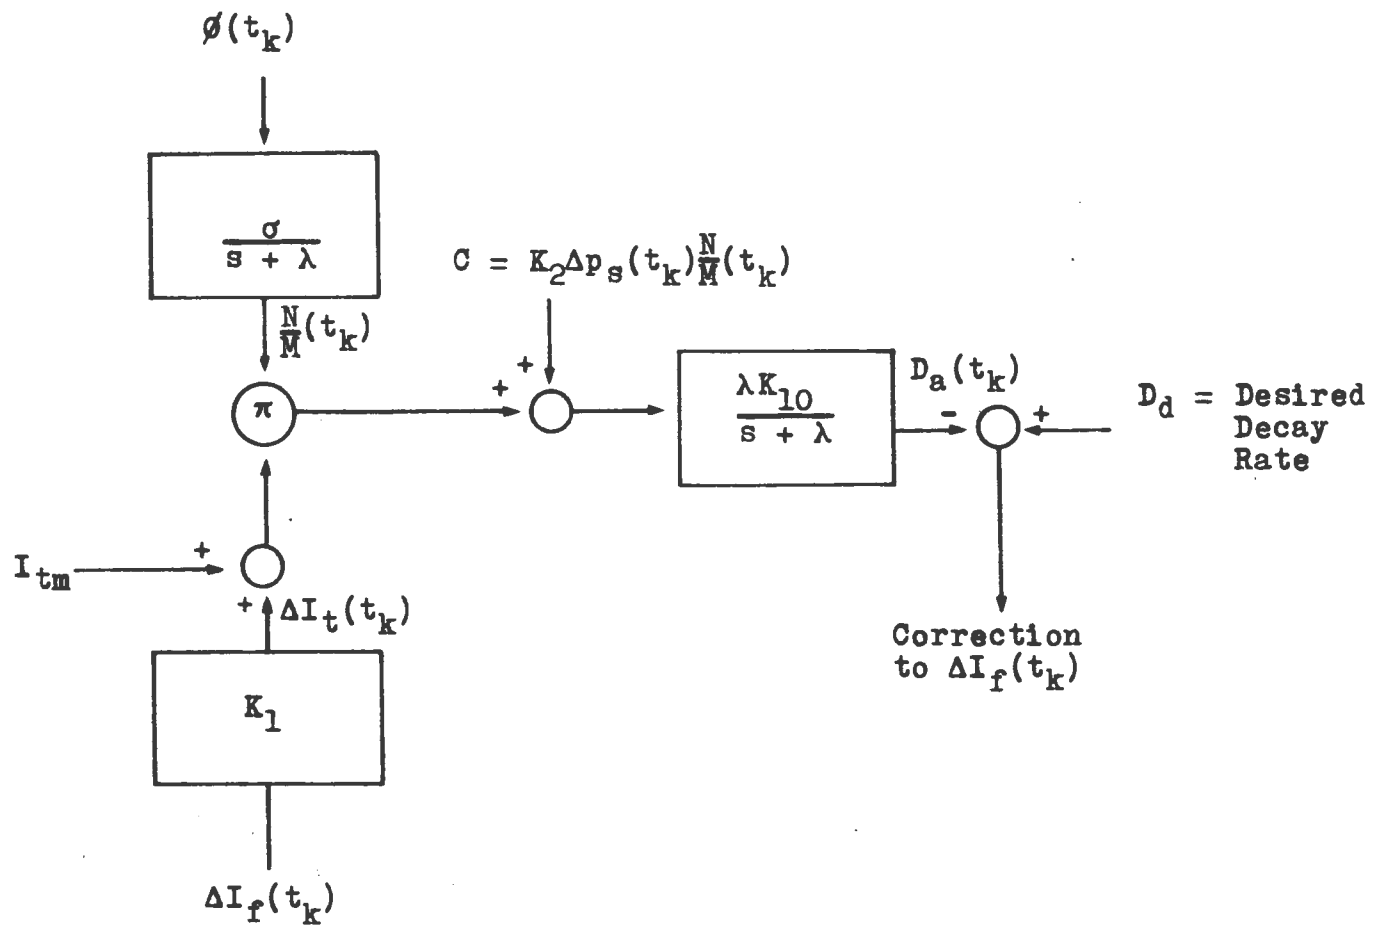 ϕ(t_k)
σ
s + λ
C = K_2Δp_s(t_k)N/M(t_k)
N/M(t_k)
π
+
+
λK_10
s + λ
D_a(t_k)
-
+
D_d = Desired
Decay
Rate
I_tm
+
+
ΔI_t(t_k)
K_1
Correction
to ΔI_f(t_k)
ΔI_f(t_k)